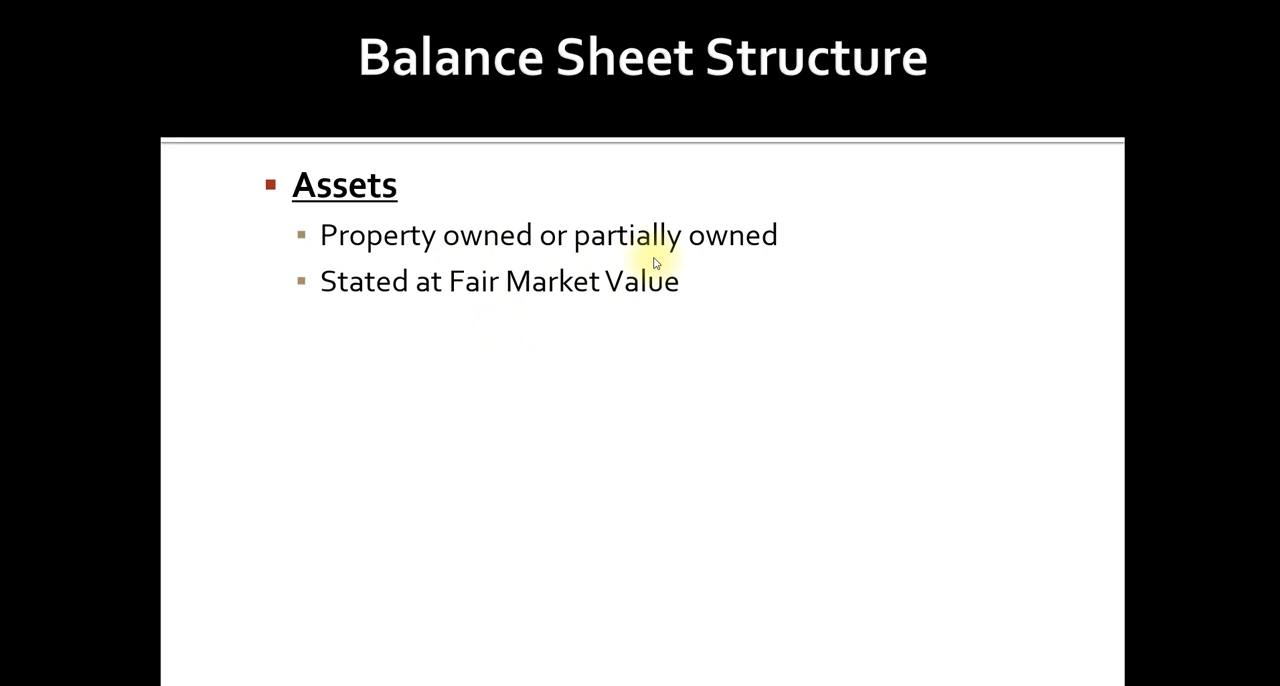 Balance Sheet Structure
Assets
Property owned or partially owned
Stated at Fair Market Value